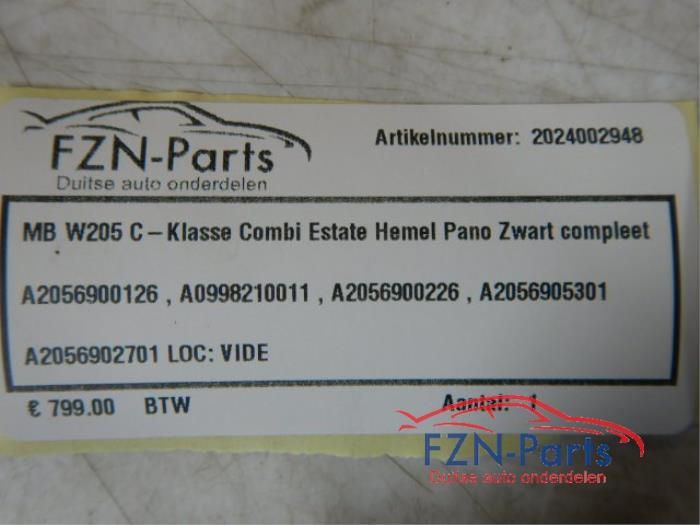 FZN-Parts
Duitse auto onderdelen
Artikelnummer: 2024002948
MB W205 C-Klasse Combi Estate Hemel Pano Zwart compleet
A2056900126 , A0998210011 , A2056900226 , A2056905301
A2056902701 LOC: VIDE
€ 799.00 BTW
Aantal: 1
FZN-Parts
Duitse auto onderdelen